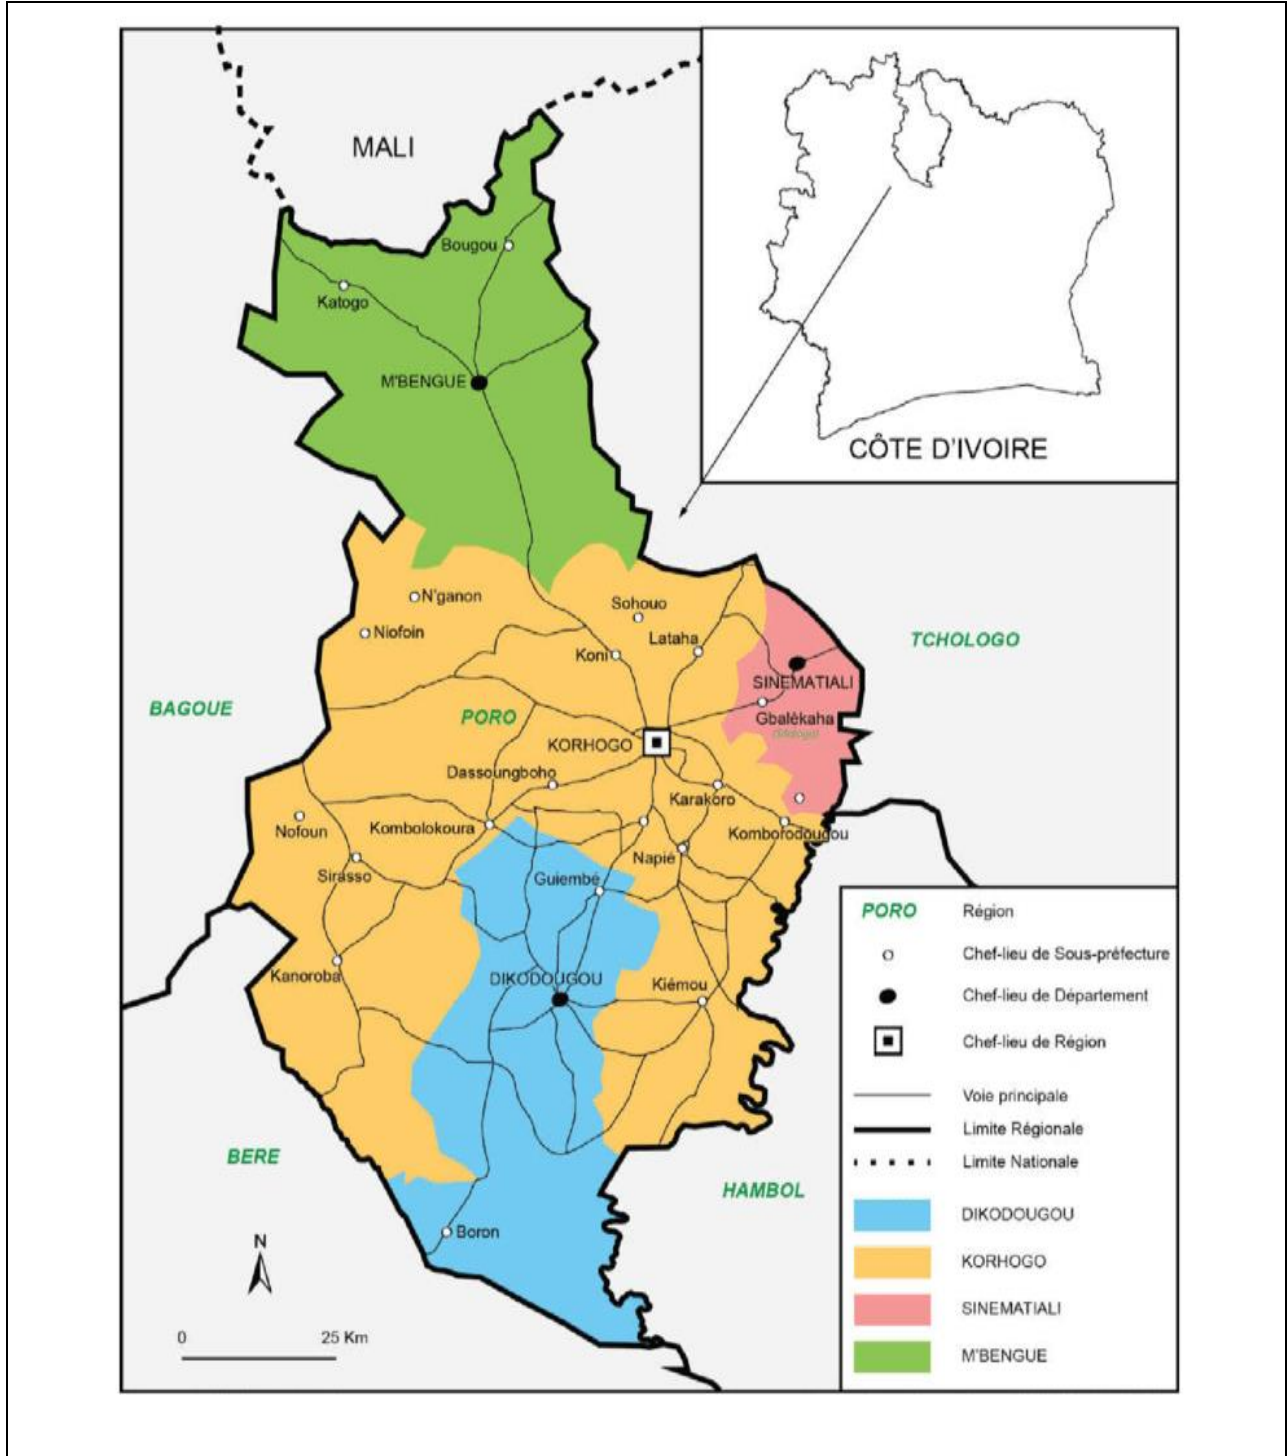 MALI
Bougou
Katogo
M'BENGUE
CÔTE D'IVOIRE
N'ganon
Sohouo
Niofoin
Lataha
Koni
TCHOLOGO
SINEMATIALI
BAGOUE
PORO
Gbalèkaha
KORHOGO
Dassoungboho
Karakoro
Nofoun
Kombolokoura
Komborodougou
Napié
Sirasso
Guiembé
Kanoroba
DIKODOUGOU
Kiémou
BERE
HAMBOL
Boron
N
0 25 Km
PORO Région
Chef-lieu de Sous-préfecture
Chef-lieu de Département
Chef-lieu de Région
Voie principale
Limite Régionale
Limite Nationale
DIKODOUGOU
KORHOGO
SINEMATIALI
M'BENGUE